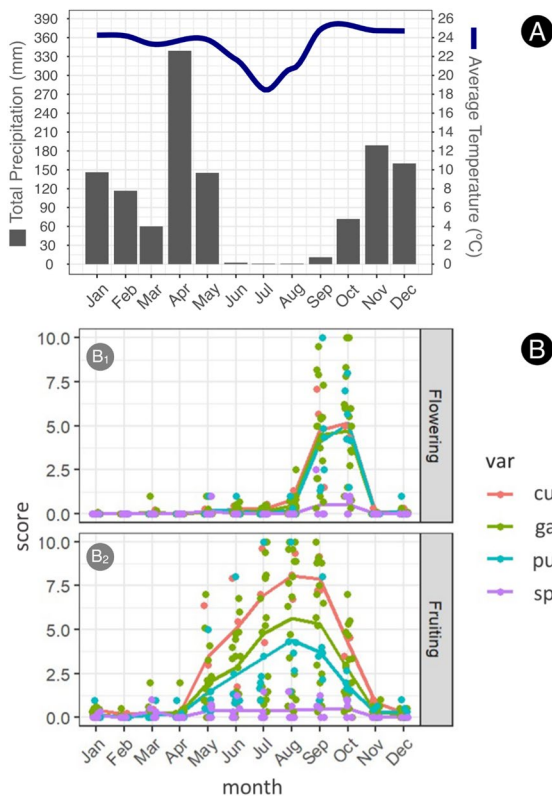 A
Total Precipitation (mm)
390
360
330
300
270
240
210
180
150
120
90
60
30
0
26
24
22
20
18
16
14
12
10
8
6
4
2
0
Average Temperature (°C)
Jan Feb Mar Apr May Jun Jul Aug Sep Oct Nov Dec
B
B1
10.0
7.5
5.0
2.5
0.0
Flowering
score
B2
10.0
7.5
5.0
2.5
0.0
Fruiting
Jan Feb Mar Apr May Jun Jul Aug Sep Oct Nov Dec
month
var
cu
ga
pu
sp